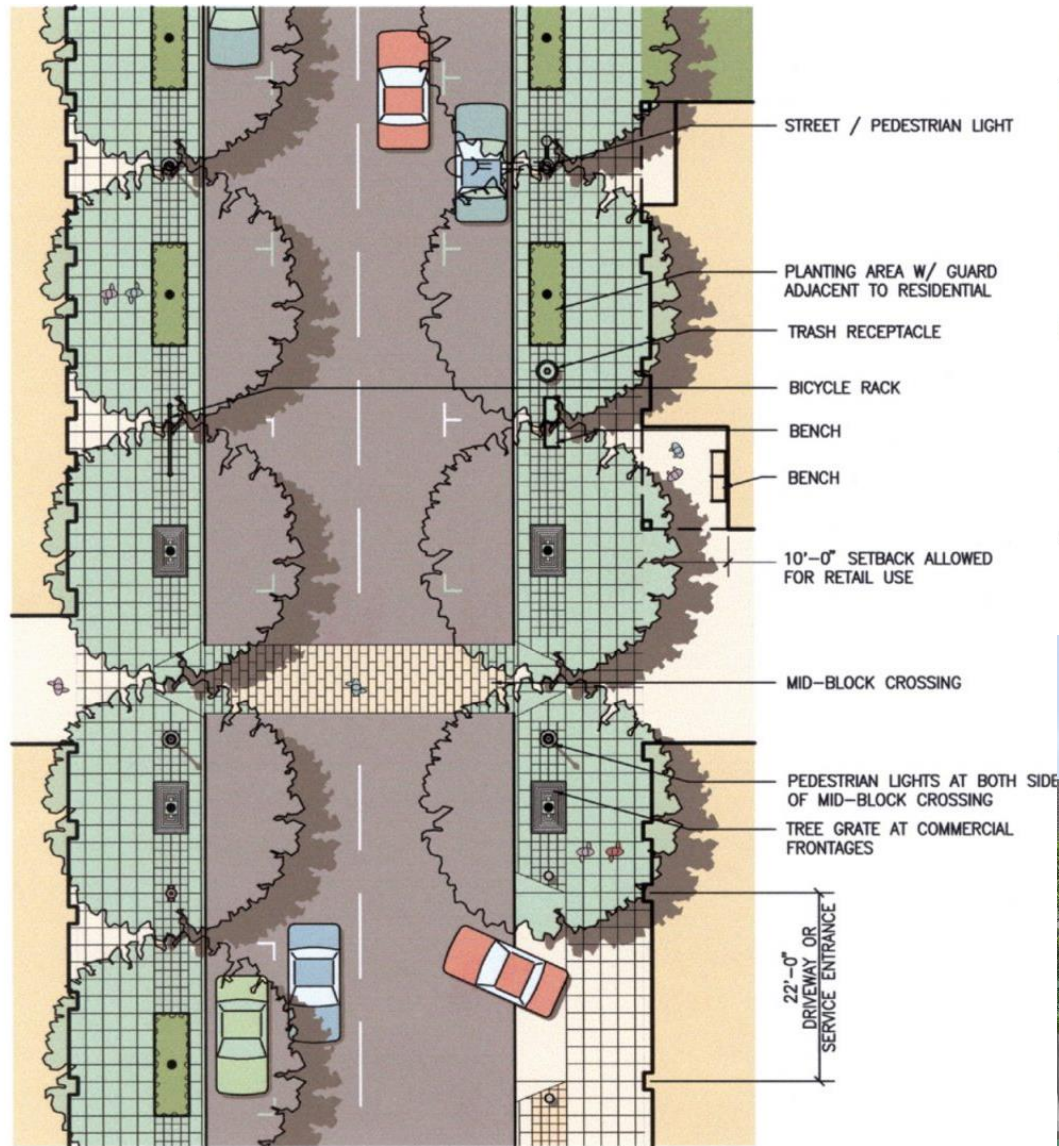 STREET / PEDESTRIAN LIGHT
PLANTING AREA W/ GUARD
ADJACENT TO RESIDENTIAL
TRASH RECEPTACLE
BICYCLE RACK
BENCH
BENCH
10'-0" SETBACK ALLOWED
FOR RETAIL USE
MID-BLOCK CROSSING
PEDESTRIAN LIGHTS AT BOTH SIDE
OF MID-BLOCK CROSSING
TREE GRATE AT COMMERCIAL
FRONTAGES
22'-0"
DRIVEWAY OR
SERVICE ENTRANCE